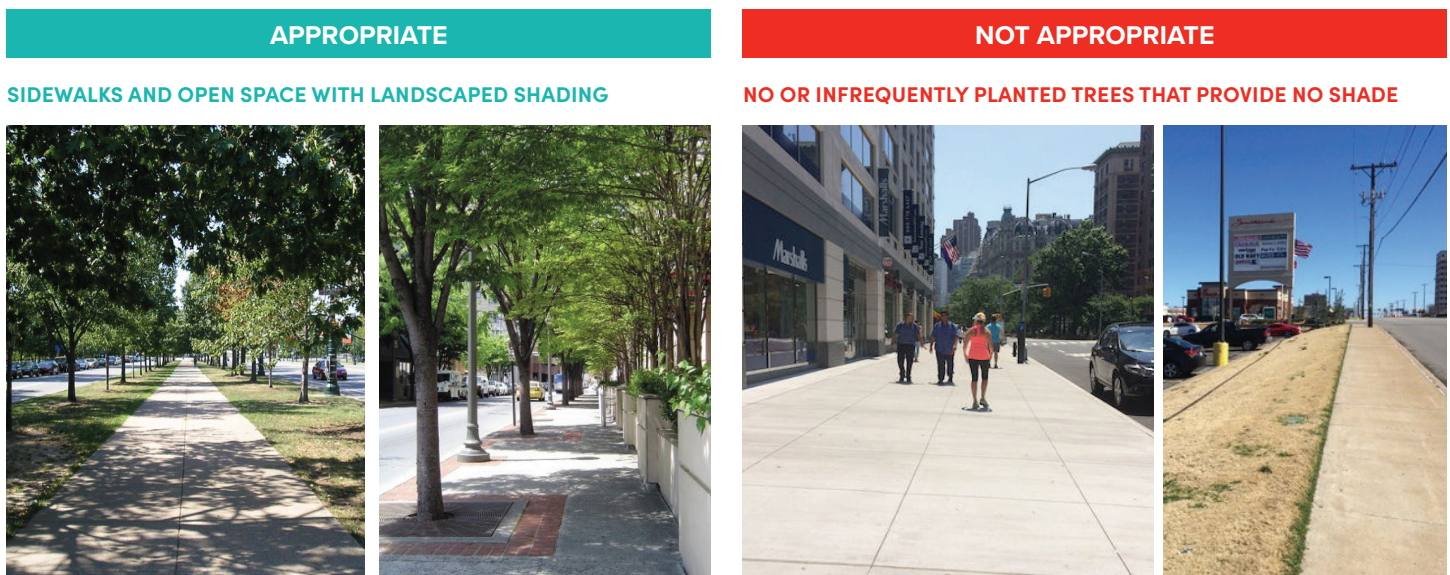 APPROPRIATE
SIDEWALKS AND OPEN SPACE WITH LANDSCAPED SHADING
NOT APPROPRIATE
NO OR INFREQUENTLY PLANTED TREES THAT PROVIDE NO SHADE
Marshalls
Marshalls
OLD NAVY